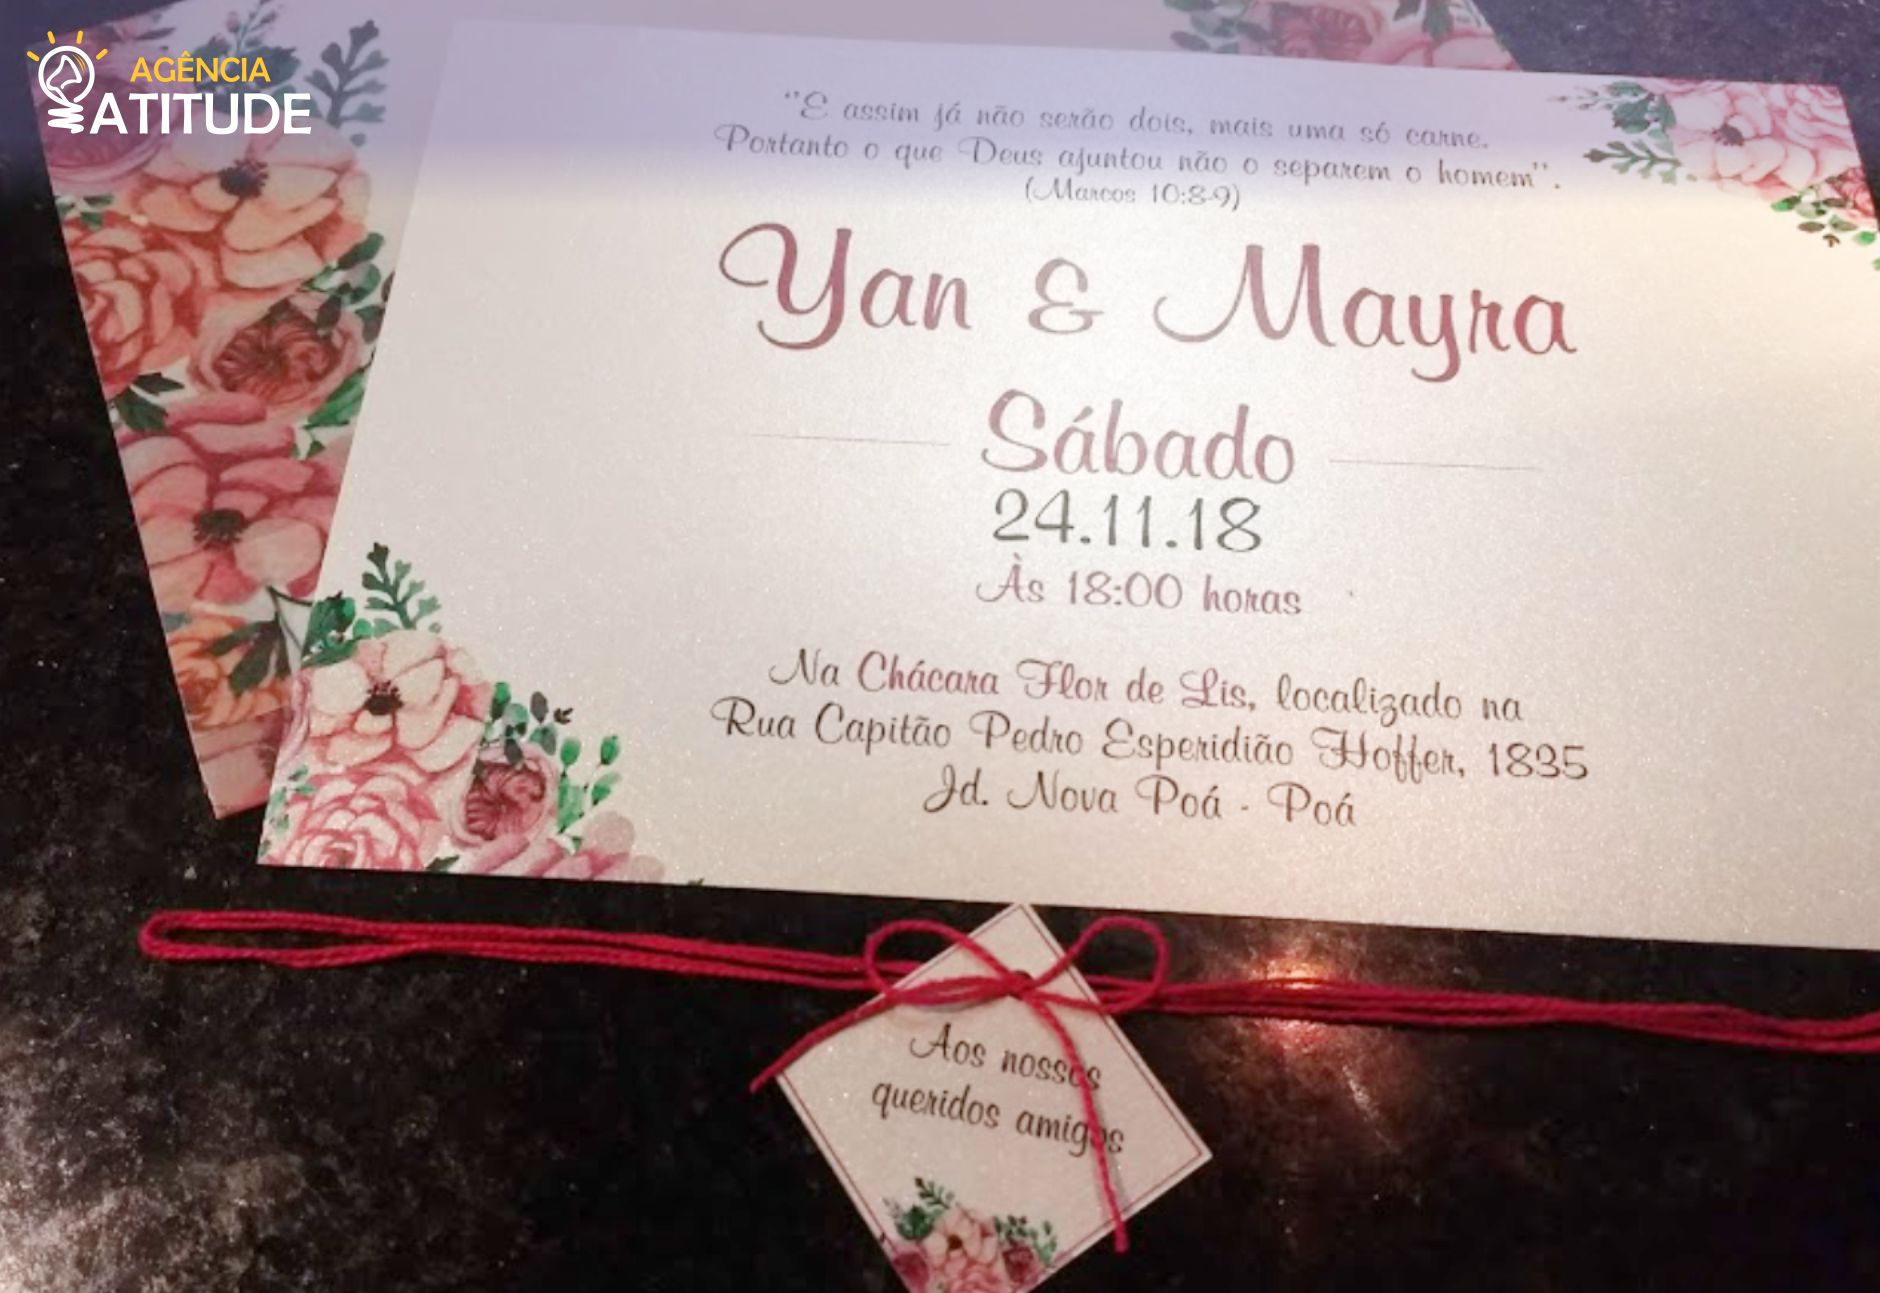 AGÊNCIA
ATITUDE
"E assim já não serão dois, mais uma só carne.
Portanto o que Deus ajuntou não o separem o homem".
(Marcos 10:8-9)
Yan & Mayra
Sábado
24.11.18
Às 18:00 horas
Na Chácara Flor de Lis, localizado na
Rua Capitão Pedro Esperidião Hoffer, 1835
Jd. Nova Poá - Poá
Aos nossos
queridos amigos